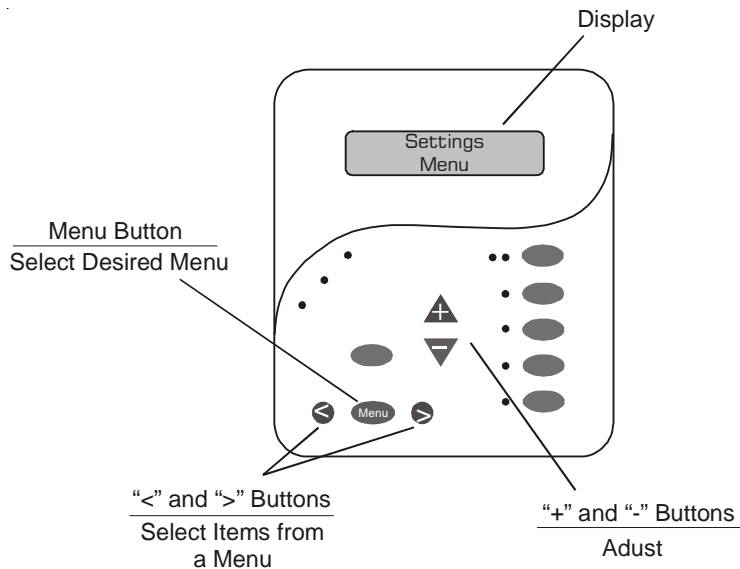 Display
Settings
Menu
Menu Button
Select Desired Menu
+
−
< Menu >
“<” and “>” Buttons
Select Items from
a Menu
“+” and “-” Buttons
Adust